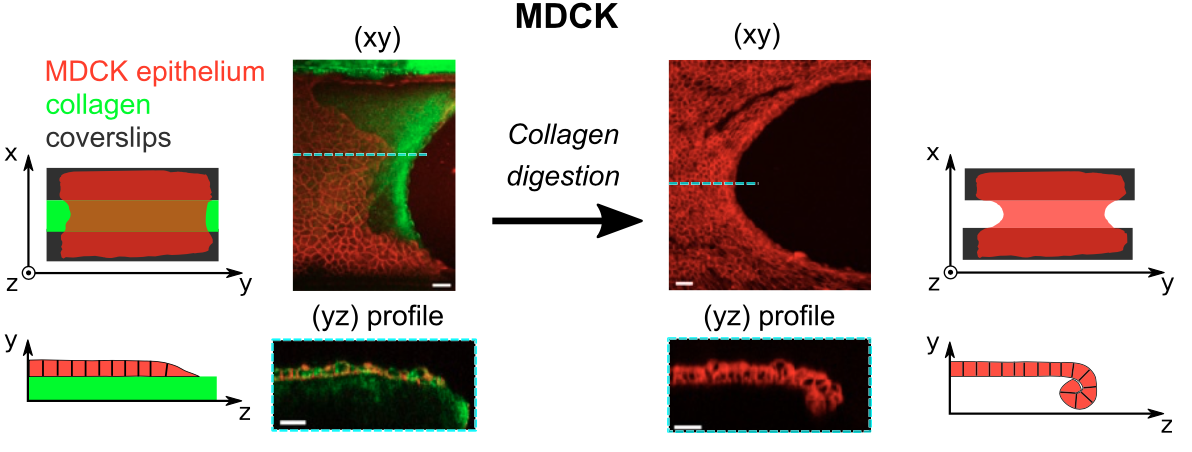 MDCK
(xy)
(xy)
MDCK epithelium
collagen
coverslips
Collagen
digestion
x
z
y
x
z
y
(yz) profile
(yz) profile
y
z
y
z